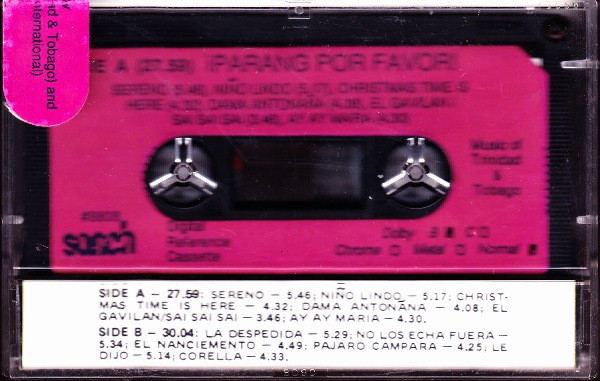 d & Tobago) and
ternational)
E A (27.59) ¡PARANG POR FAVOR!
SERENO (5.46), NIÑO LINDO (5.17), CHRISTMAS TIME IS
HERE (4.32), DAMA ANTOÑANA (4.08), EL GAVILAN /
SAI SAI SAI (3.46), AY AY MARIA (4.30)
Music of
Trinidad
&
Tobago
Digital
Reference
Cassette
Dolby B C
Chrome Metal Normal
SIDE A – 27.59: SERENO – 5.46; NIÑO LINDO – 5.17; CHRIST-
MAS TIME IS HERE – 4.32; DAMA ANTOÑANA – 4.08; EL
GAVILAN/SAI SAI SAI – 3.46; AY AY MARIA – 4.30.
SIDE B – 30.04: LA DESPEDIDA – 5.29; NO LOS ECHA FUERA –
5.34; EL NANCIEMENTO – 4.49; PAJARO CAMPARA – 4.25; LE
DIJO – 5.14; CORELLA – 4.33.